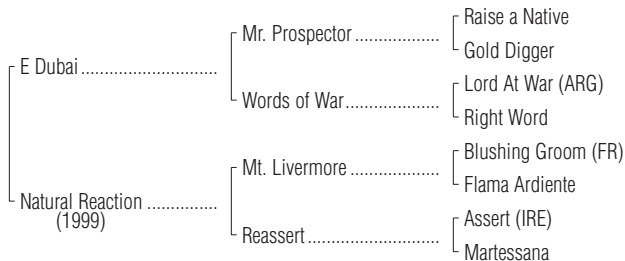 Raise a Native
Mr. Prospector ..................
Gold Digger
E Dubai ............................
Lord At War (ARG)
Words of War....................
Right Word
Blushing Groom (FR)
Mt. Livermore ...................
Flama Ardiente
Natural Reaction ...............
(1999)
Assert (IRE)
Reassert ............................
Martessana